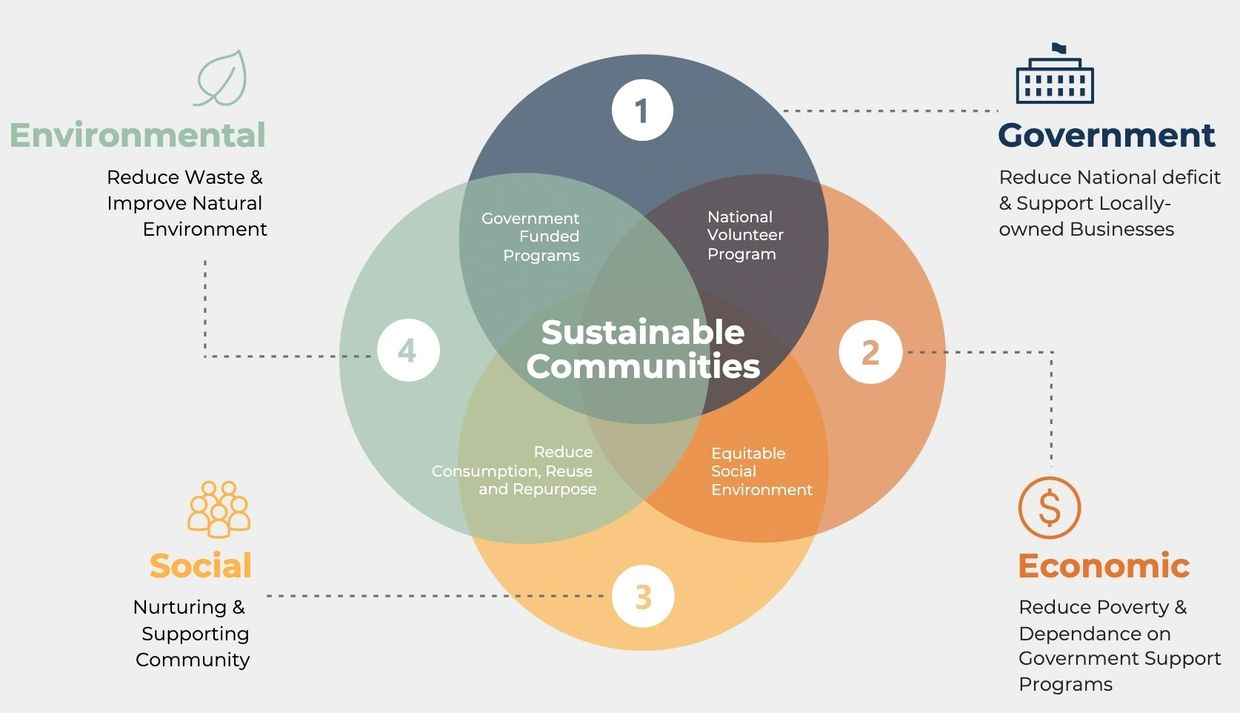 Environmental
Reduce Waste &
Improve Natural
Environment
1
Government
Reduce National deficit
& Support Locally-
owned Businesses
Government
Funded
Programs
National
Volunteer
Program
Sustainable
Communities
4
2
Reduce
Consumption, Reuse
and Repurpose
Equitable
Social
Environment
Social
Nurturing &
Supporting
Community
3
$
Economic
Reduce Poverty &
Dependance on
Government Support
Programs